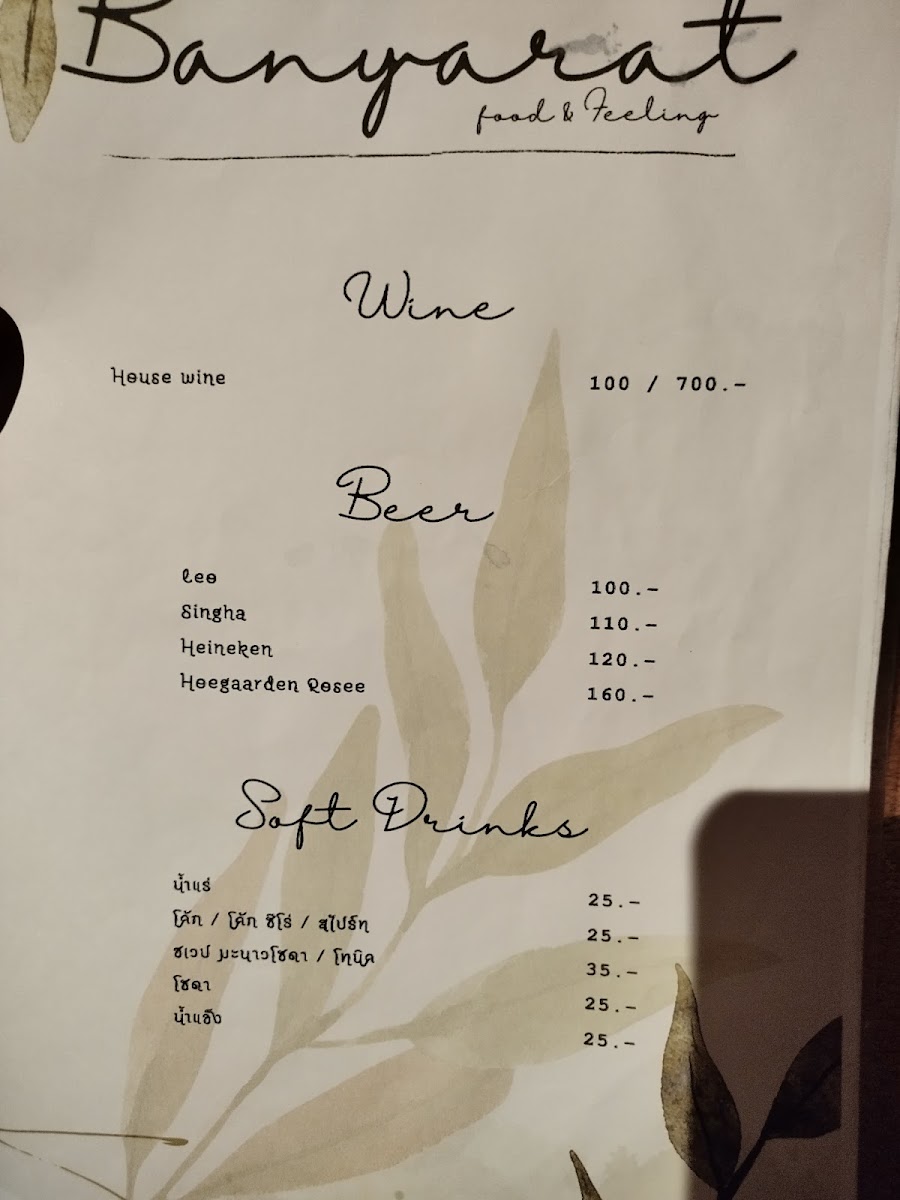 Banyarat
food & Feeling
Wine
House wine 100 / 700.-
Beer
Leo 100.-
Singha 110.-
Heineken 120.-
Hoegaarden Rosee 160.-
Soft Drinks
น้ำแร่ 25.-
โค้ก / โค้ก ซีโร่ / สไปร์ท 25.-
ชเวป มะนาวโซดา / โทนิค 35.-
โซดา 25.-
น้ำแข็ง 25.-